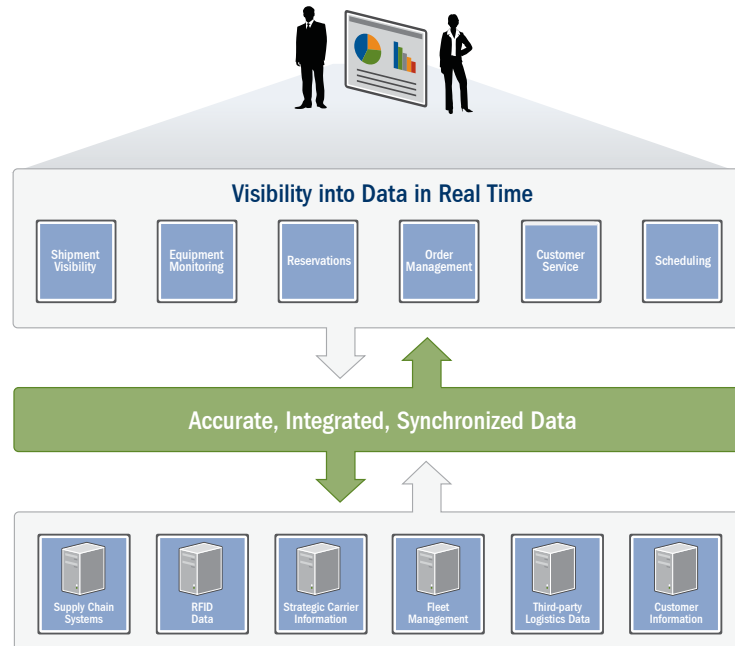 Visibility into Data in Real Time
Shipment
Visibility
Equipment
Monitoring
Reservations
Order
Management
Customer
Service
Scheduling
Accurate, Integrated, Synchronized Data
Supply Chain
Systems
RFID
Data
Strategic Carrier
Information
Fleet
Management
Third-party
Logistics Data
Customer
Information